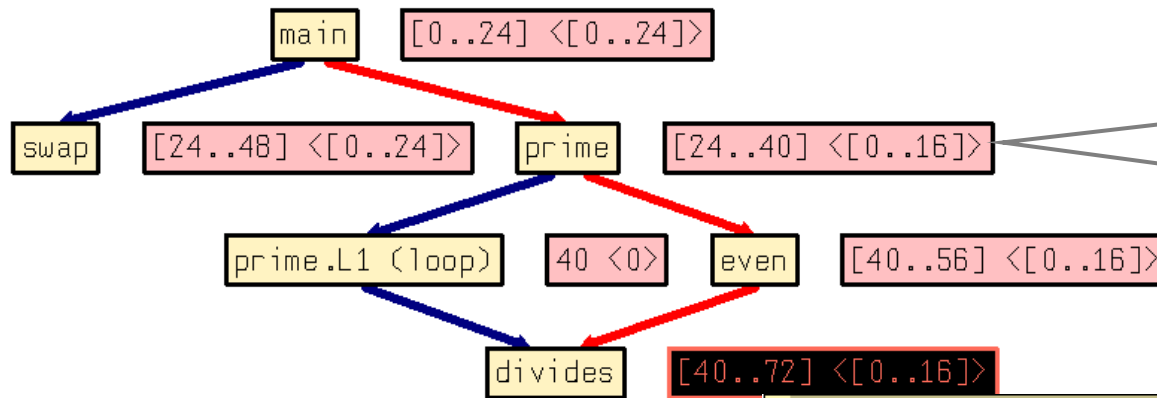 main [0..24] <[0..24]>
swap [24..48] <[0..24]> prime [24..40] <[0..16]>
prime.L1 (loop) 40 <0> even [40..56] <[0..16]>
divides [40..72] <[0..16]>